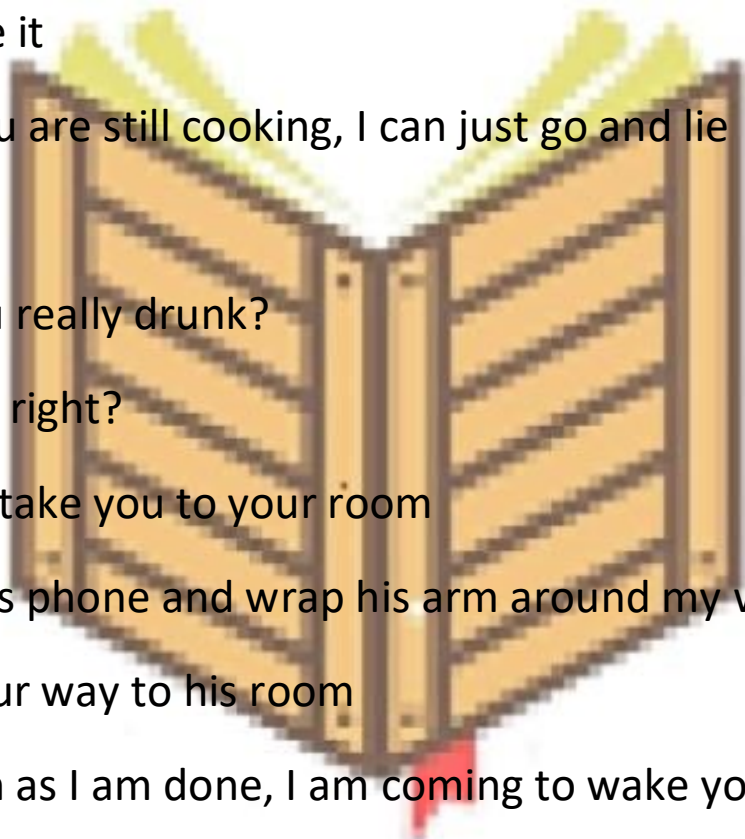 e it
u are still cooking, I can just go and lie
u really drunk?
right?
take you to your room
s phone and wrap his arm around my
ur way to his room
n as I am done, I am coming to wake yo